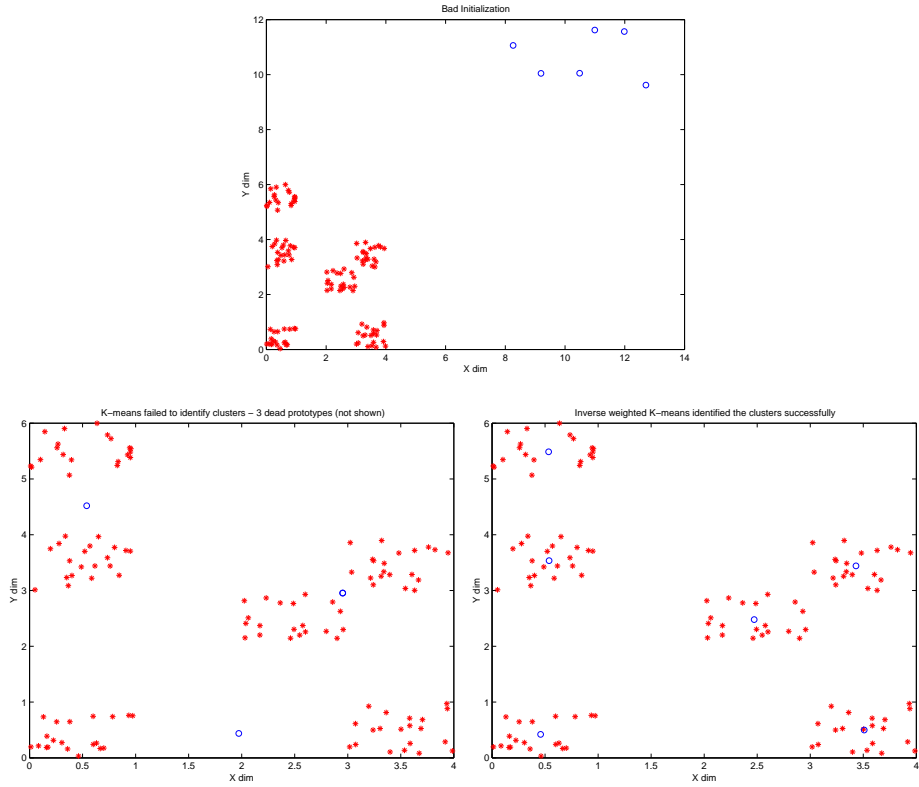 Bad Initialization
12
10
8
6
4
2
0
Y dim
0 2 4 6 8 10 12 14
X dim
K−means failed to identify clusters − 3 dead prototypes (not shown)
6
5
4
3
2
1
0
Y dim
0 0.5 1 1.5 2 2.5 3 3.5 4
X dim
Inverse weighted K−means identified the clusters successfully
6
5
4
3
2
1
0
Y dim
0 0.5 1 1.5 2 2.5 3 3.5 4
X dim